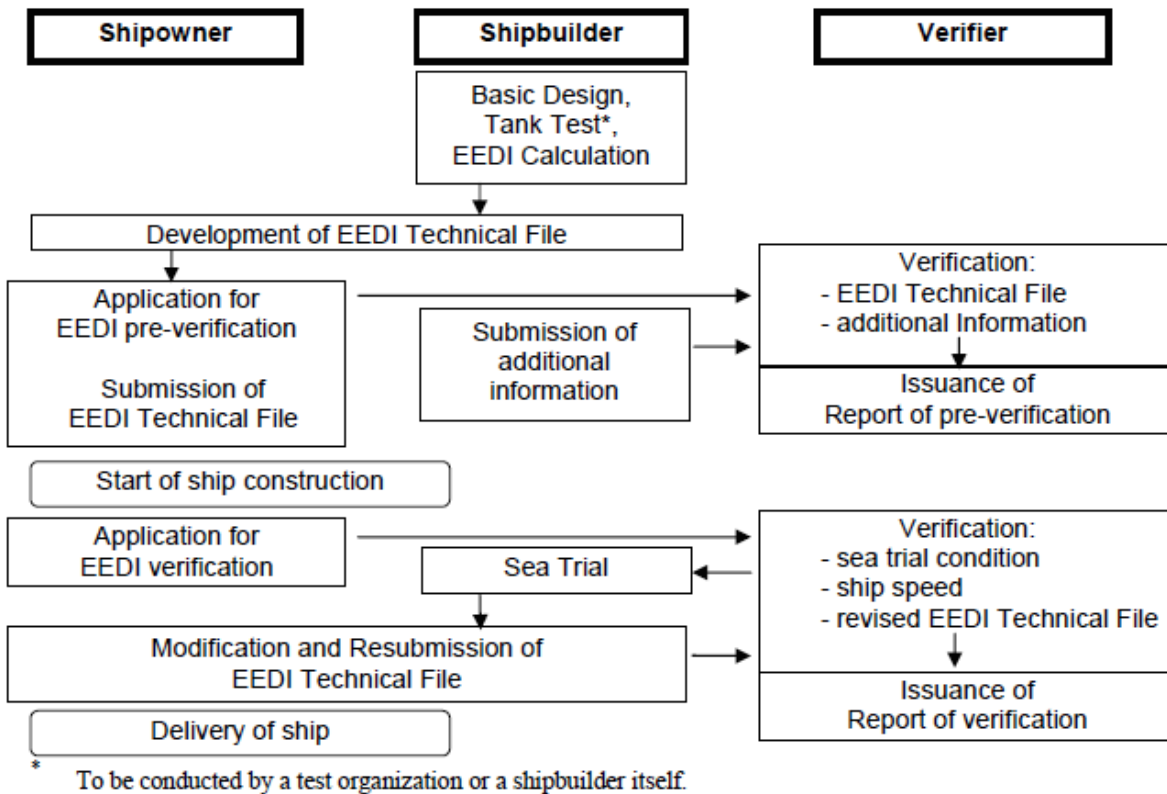 Shipowner
Shipbuilder
Verifier
Basic Design,
Tank Test*,
EEDI Calculation
Development of EEDI Technical File
Application for
EEDI pre-verification
Submission of
EEDI Technical File
Submission of
additional
information
Verification:
- EEDI Technical File
- additional Information
Issuance of
Report of pre-verification
Start of ship construction
Application for
EEDI verification
Sea Trial
Verification:
- sea trial condition
- ship speed
- revised EEDI Technical File
Modification and Resubmission of
EEDI Technical File
Issuance of
Report of verification
Delivery of ship
* To be conducted by a test organization or a shipbuilder itself.